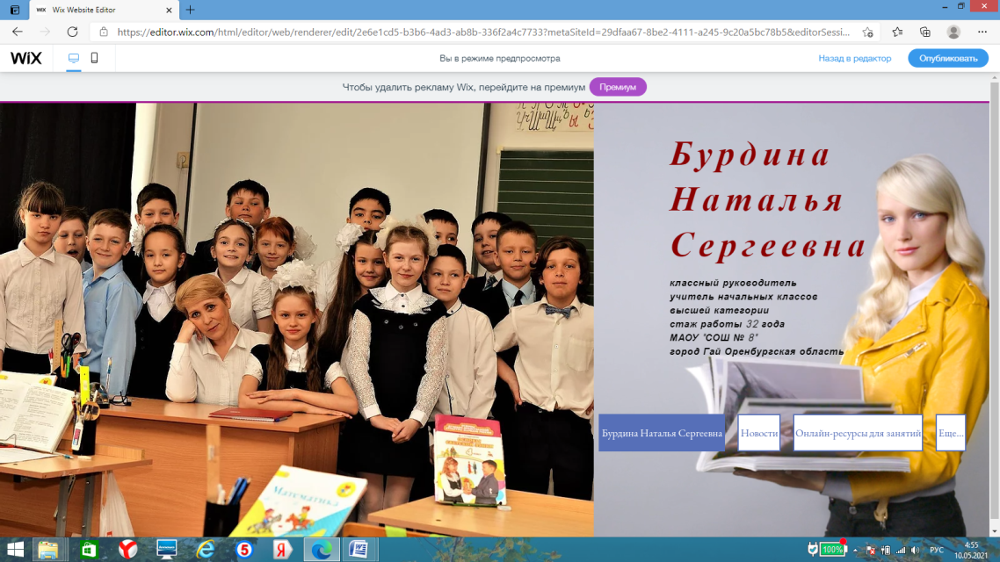 Wix Website Editor
https://editor.wix.com/html/editor/web/renderer/edit/2e6e1cd5-b3b6-4ad3-ab8b-336f2a4c7733?metaSiteId=29dfaa67-8be2-4111-a245-9c20a5bc78b5&editorSessi...
WiX
Вы в режиме предпросмотра
Назад в редактор
Опубликовать
Чтобы удалить рекламу Wix, перейдите на премиум
Премиум
Бурдина
Наталья
Сергеевна
классный руководитель
учитель начальных классов
высшей категории
стаж работы 32 года
МАОУ "СОШ № 8"
город Гай Оренбургская область
Бурдина Наталья Сергеевна
Новости
Онлайн-ресурсы для занятий
Еще...
Математика
100%
РУС
4:55
10.05.2021